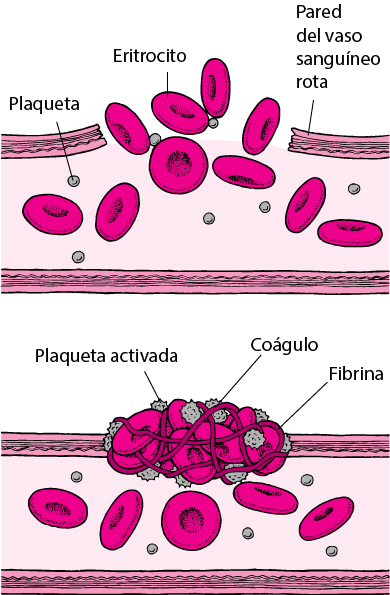 Pared
del vaso
sanguíneo
rota
Eritrocito
Plaqueta
Coágulo
Plaqueta activada
Fibrina